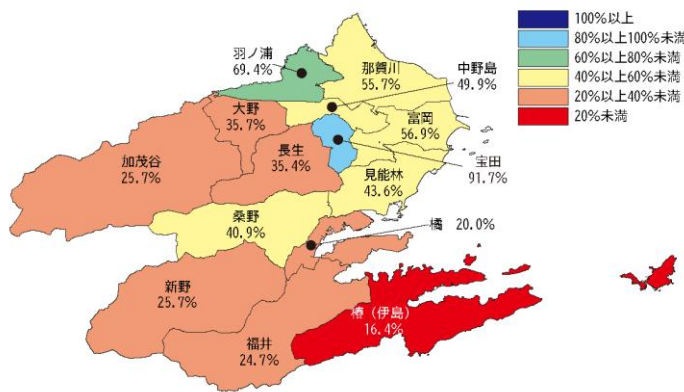 100%以上
80%以上100%未満
60%以上80%未満
40%以上60%未満
20%以上40%未満
20%未満
羽ノ浦
69.4%
那賀川
55.7%
中野島
49.9%
大野
35.7%
富岡
56.9%
加茂谷
25.7%
長生
35.4%
宝田
91.7%
見能林
43.6%
桑野
40.9%
橘 20.0%
新野
25.7%
椿（伊島）
16.4%
福井
24.7%